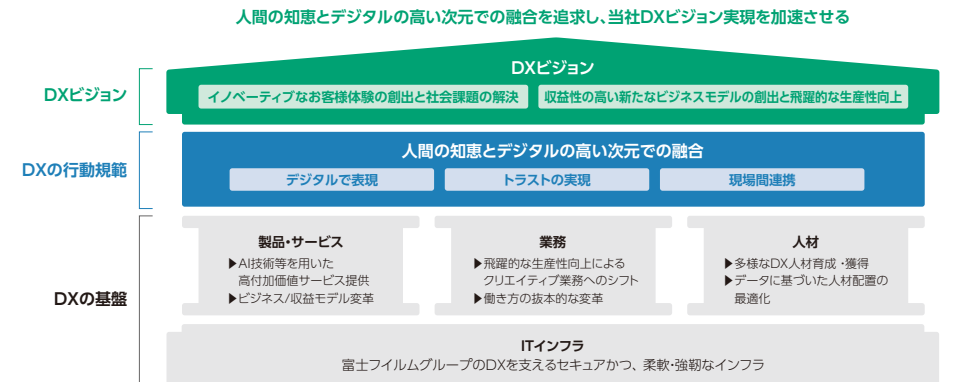 人間の知恵とデジタルの高い次元での融合を追求し、当社DXビジョン実現を加速させる
DXビジョン
DXビジョン
イノベーティブなお客様体験の創出と社会課題の解決
収益性の高い新たなビジネスモデルの創出と飛躍的な生産性向上
DXの行動規範
人間の知恵とデジタルの高い次元での融合
デジタルで表現
トラストの実現
現場間連携
DXの基盤
製品・サービス
▶AI技術等を用いた
高付加価値サービス提供
▶ビジネス/収益モデル変革
業務
▶飛躍的な生産性向上による
クリエイティブ業務へのシフト
▶働き方の抜本的な変革
人材
▶多様なDX人材育成・獲得
▶データに基づいた人材配置の
最適化
ITインフラ
富士フイルムグループのDXを支えるセキュアかつ、柔軟・強靭なインフラ